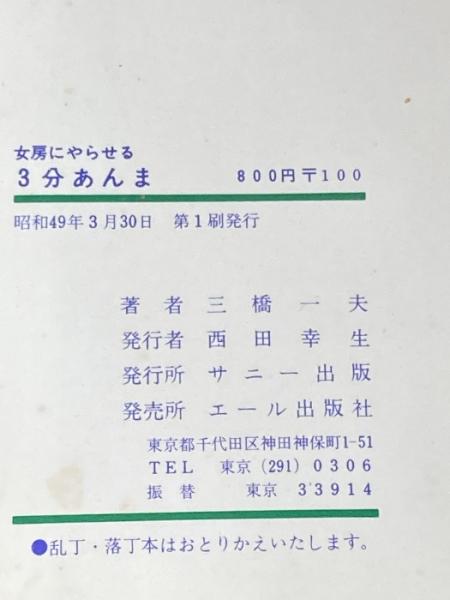 女房にやらせる
3分あんま 800円〒100
昭和49年3月30日 第1刷発行
著者 三橋一夫
発行者 西田幸生
発行所 サニー出版
発売所 エール出版社
東京都千代田区神田神保町1-51
TEL 東京(291)0306
振替 東京 33914
●乱丁・落丁本はおとりかえいたします。